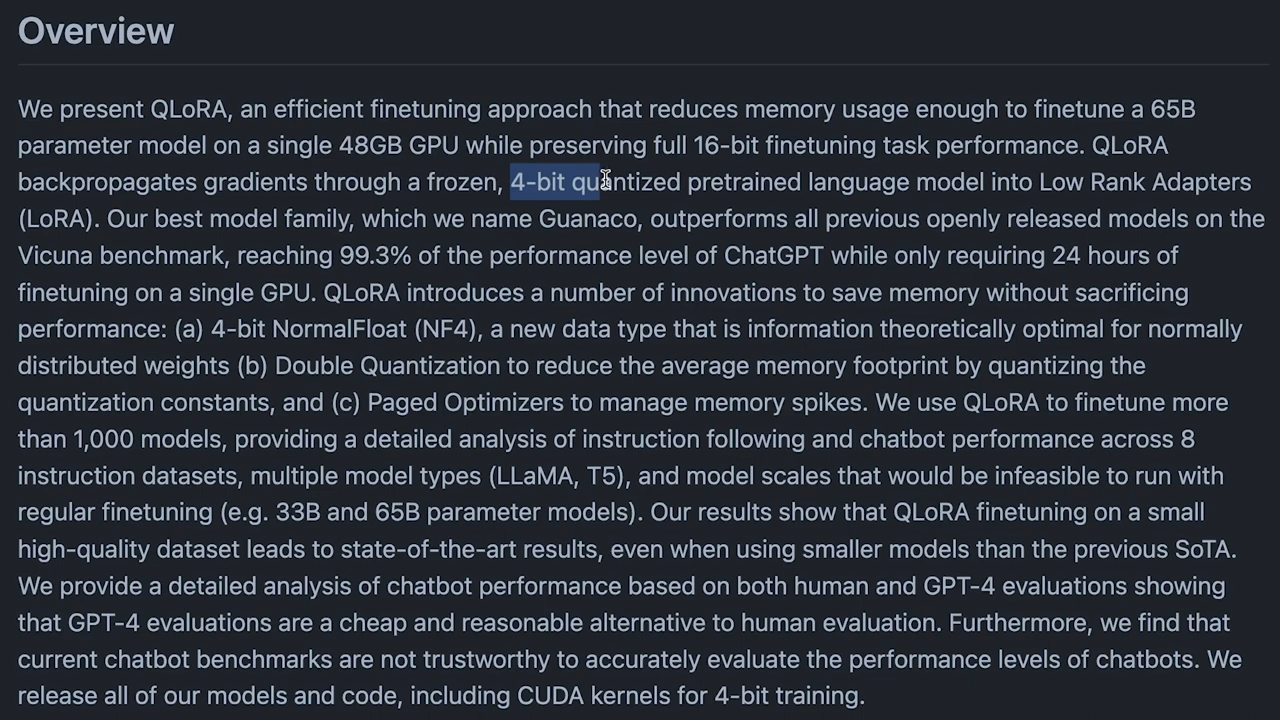 Overview
We present QLoRA, an efficient finetuning approach that reduces memory usage enough to finetune a 65B
parameter model on a single 48GB GPU while preserving full 16-bit finetuning task performance. QLoRA
backpropagates gradients through a frozen, 4-bit quantized pretrained language model into Low Rank Adapters
(LoRA). Our best model family, which we name Guanaco, outperforms all previous openly released models on the
Vicuna benchmark, reaching 99.3% of the performance level of ChatGPT while only requiring 24 hours of
finetuning on a single GPU. QLoRA introduces a number of innovations to save memory without sacrificing
performance: (a) 4-bit NormalFloat (NF4), a new data type that is information theoretically optimal for normally
distributed weights (b) Double Quantization to reduce the average memory footprint by quantizing the
quantization constants, and (c) Paged Optimizers to manage memory spikes. We use QLoRA to finetune more
than 1,000 models, providing a detailed analysis of instruction following and chatbot performance across 8
instruction datasets, multiple model types (LLaMA, T5), and model scales that would be infeasible to run with
regular finetuning (e.g. 33B and 65B parameter models). Our results show that QLoRA finetuning on a small
high-quality dataset leads to state-of-the-art results, even when using smaller models than the previous SoTA.
We provide a detailed analysis of chatbot performance based on both human and GPT-4 evaluations showing
that GPT-4 evaluations are a cheap and reasonable alternative to human evaluation. Furthermore, we find that
current chatbot benchmarks are not trustworthy to accurately evaluate the performance levels of chatbots. We
release all of our models and code, including CUDA kernels for 4-bit training.